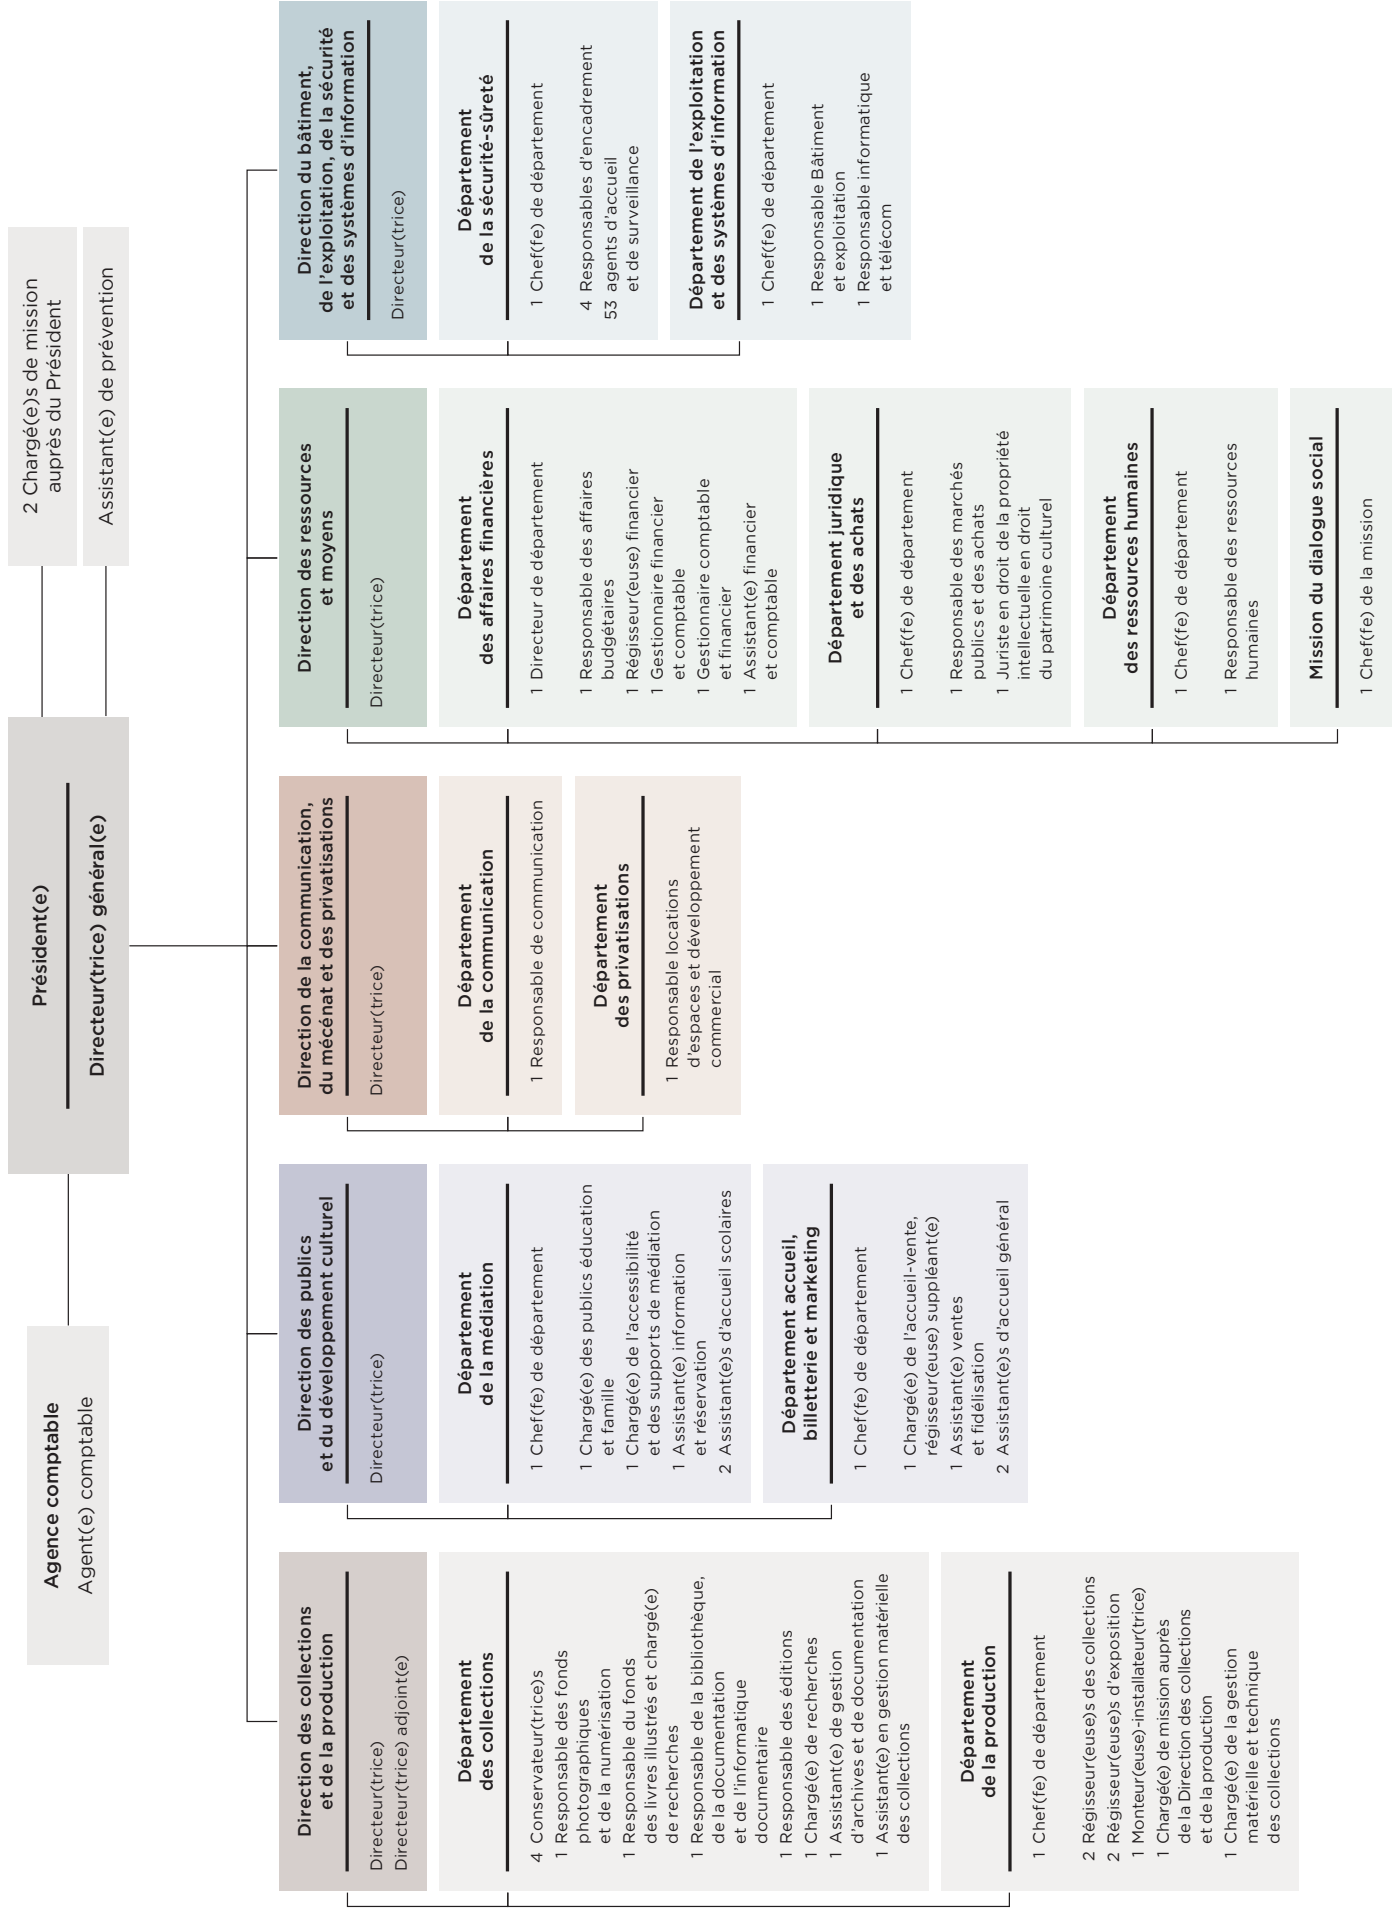 Président(e)
Directeur(trice) général(e)
Agence comptable
Agent(e) comptable
2 Chargé(e)s de mission
auprès du Président
Assistant(e) de prévention
Direction des collections
et de la production
Directeur(trice)
Directeur(trice) adjoint(e)
Département
des collections
4 Conservateur(trice)s
1 Responsable des fonds
photographiques
et de la numérisation
1 Responsable du fonds
des livres illustrés et chargé(e)
de recherches
1 Responsable de la bibliothèque,
de la documentation
et de l'informatique
documentaire
1 Responsable des éditions
1 Chargé(e) de recherches
1 Assistant(e) de gestion
d'archives et de documentation
1 Assistant(e) en gestion matérielle
des collections
Département
de la production
1 Chef(fe) de département
2 Régisseur(euse)s des collections
2 Régisseur(euse)s d'exposition
1 Monteur(euse)-installateur(trice)
1 Chargé(e) de mission auprès
de la Direction des collections
et de la production
1 Chargé(e) de la gestion
matérielle et technique
des collections
Direction des publics
et du dévelopement culturel
Directeur(trice)
Département
de la médiation
1 Chef(fe) de département
1 Chargé(e) des publics éducation
et famille
1 Chargé(e) de l'accessibilité
et des supports de médiation
1 Assistant(e) information
et réservation
2 Assistant(e)s d'accueil scolaires
Département accueil,
billetterie et marketing
1 Chef(fe) de département
1 Chargé(e) de l'accueil-vente,
régisseur(euse) suppléant(e)
1 Assistant(e) ventes
et fidélisation
2 Assistant(e)s d'accueil général
Direction de la communication,
du mécénat et des privatisations
Directeur(trice)
Département
de la communication
1 Responsable de communication
Département
des privatisations
1 Responsable locations
d'espaces et développement
commercial
Direction des ressources
et moyens
Directeur(trice)
Département
des affaires financières
1 Directeur de département
1 Responsable des affaires
budgétaires
1 Régisseur(euse) financier
1 Gestionnaire financier
et comptable
1 Gestionnaire comptable
et financier
1 Assistant(e) financier
et comptable
Département juridique
et des achats
1 Chef(fe) de département
1 Responsable des marchés
publics et des achats
1 Juriste en droit de la propriété
intellectuelle en droit
du patrimoine culturel
Département
des ressources humaines
1 Chef(fe) de département
1 Responsable des ressources
humaines
Mission du dialogue social
1 Chef(fe) de la mission
Direction du bâtiment,
de l'exploitation, de la sécurité
et des systèmes d'information
Directeur(trice)
Département
de la sécurité-sûreté
1 Chef(fe) de département
4 Responsables d'encadrement
53 agents d'accueil
et de surveillance
Département de l'exploitation
et des systèmes d'information
1 Chef(fe) de département
1 Responsable Bâtiment
et exploitation
1 Responsable informatique
et télécom